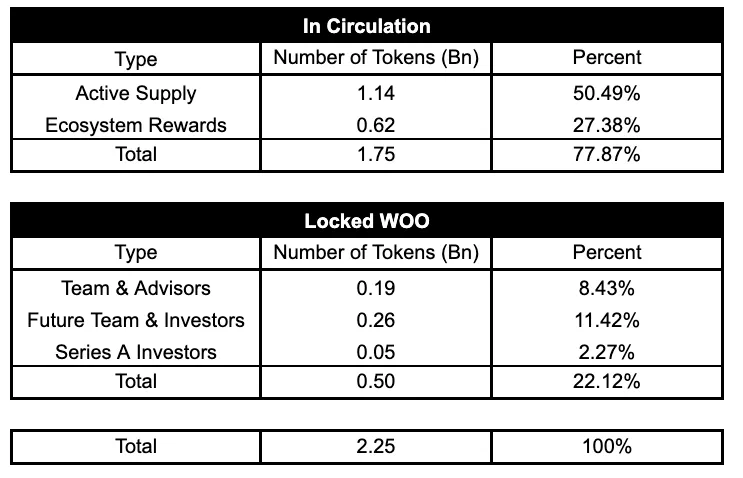 In Circulation
Type Number of Tokens (Bn) Percent
Active Supply 1.14 50.49%
Ecosystem Rewards 0.62 27.38%
Total 1.75 77.87%
Locked WOO
Type Number of Tokens (Bn) Percent
Team & Advisors 0.19 8.43%
Future Team & Investors 0.26 11.42%
Series A Investors 0.05 2.27%
Total 0.50 22.12%
Total 2.25 100%